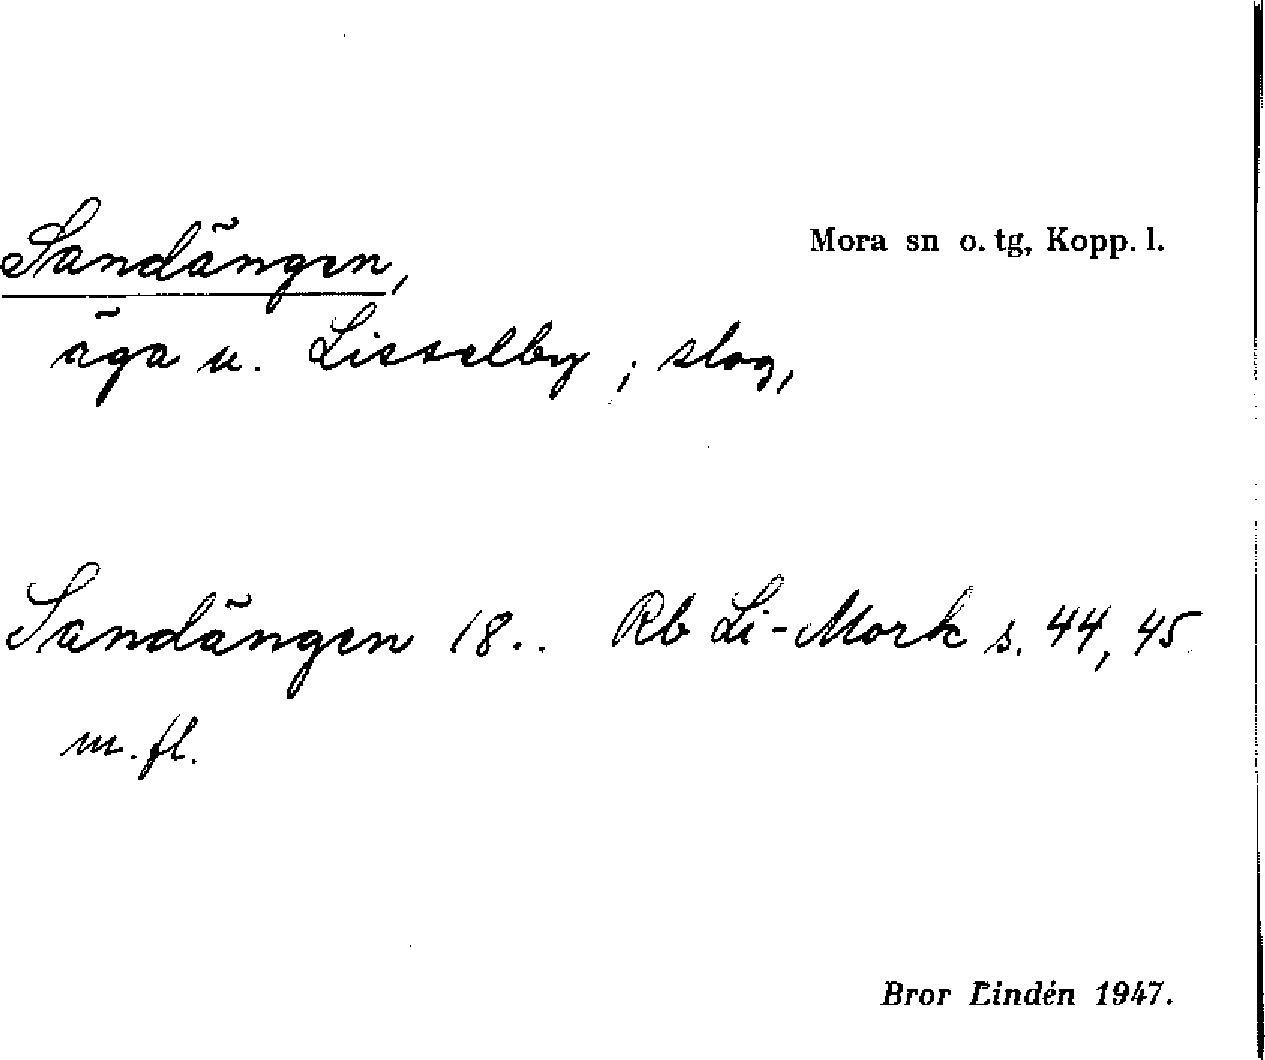 Sandängen,
Mora sn o. tg, Kopp. l.
äga u. Lisselby ; slog,
Sandängen 18.. Rb Li-Mork s. 44, 45
m. fl.
Bror Lindén 1947.